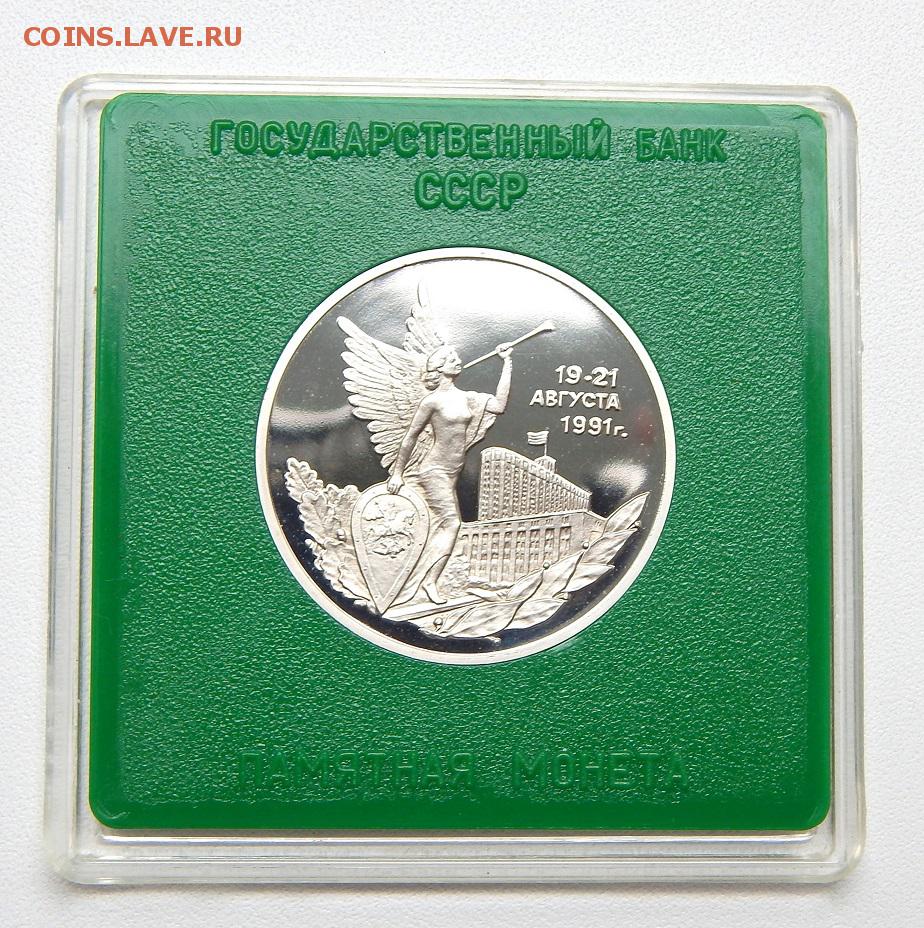 COINS.LAVE.RU
ГОСУДАРСТВЕННЫЙ БАНК
СССР
19-21
АВГУСТА
1991г.
ПАМЯТНАЯ МОНЕТА